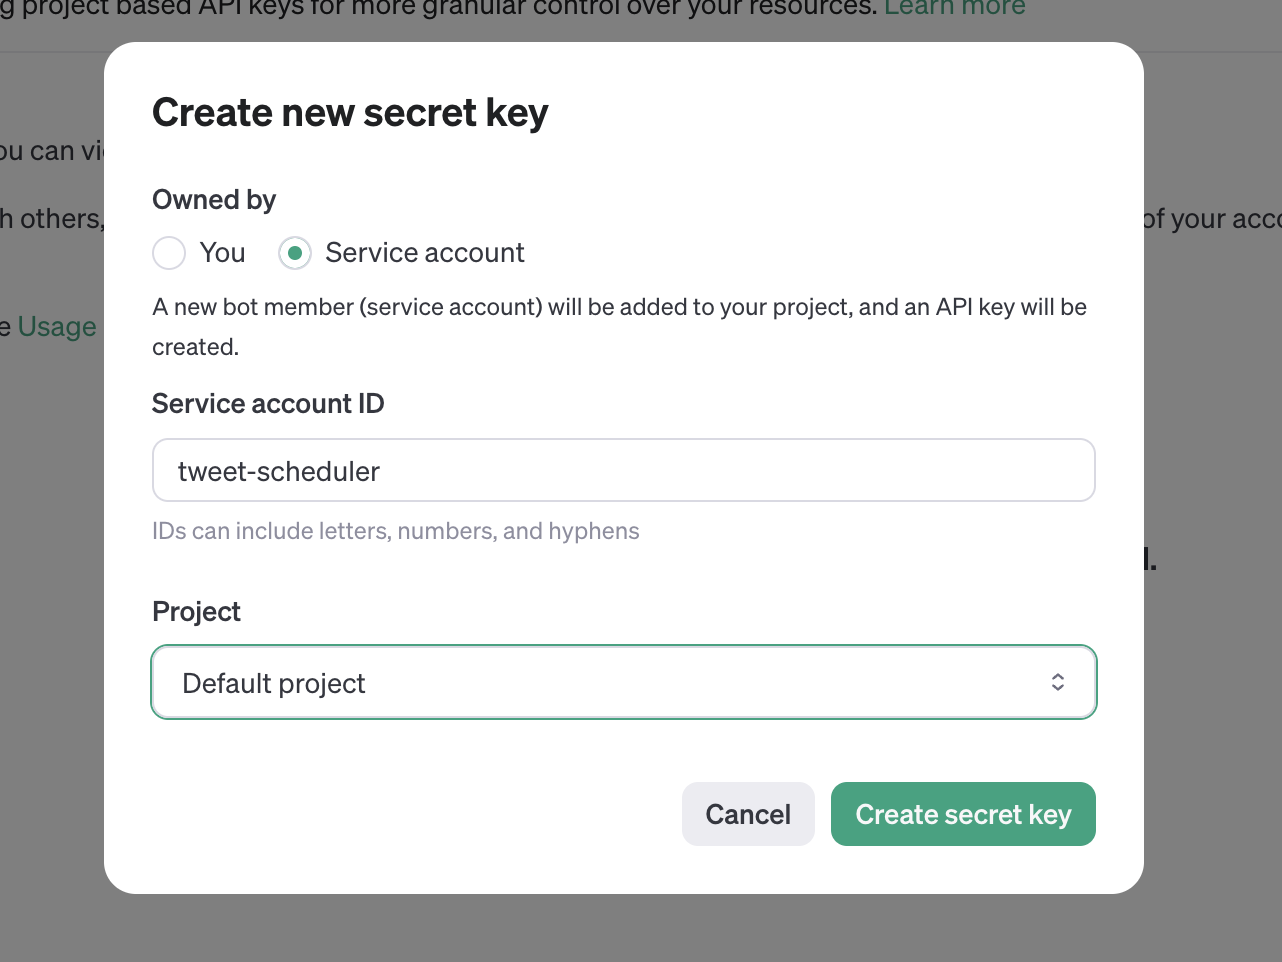 g project based API keys for more granular control over your resources. Learn more
Create new secret key
ou can vi
Owned by
h others,
of your acco
You
Service account
A new bot member (service account) will be added to your project, and an API key will be
created.
e Usage
Service account ID
tweet-scheduler
IDs can include letters, numbers, and hyphens
Project
Default project
Cancel
Create secret key